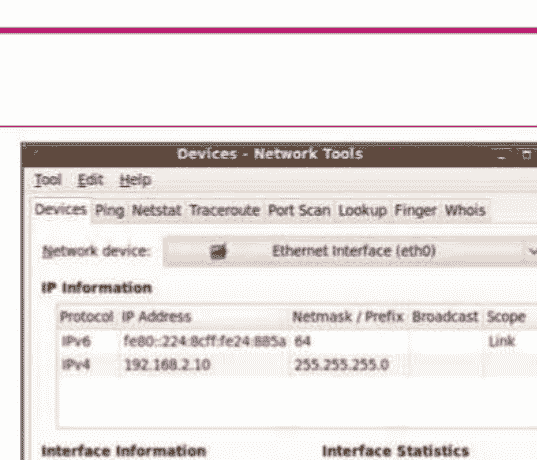 Devices - Network Tools
Tool Edit Help
Devices Ping Netstat Traceroute Port Scan Lookup Finger Whois
Network device: Ethernet Interface (eth0)
IP Information
Protocol IP Address Netmask / Prefix Broadcast Scope
IPv6 fe80::224:8cff:fe24:885a 64 Link
IPv4 192.168.2.10 255.255.255.0
Interface Information Interface Statistics